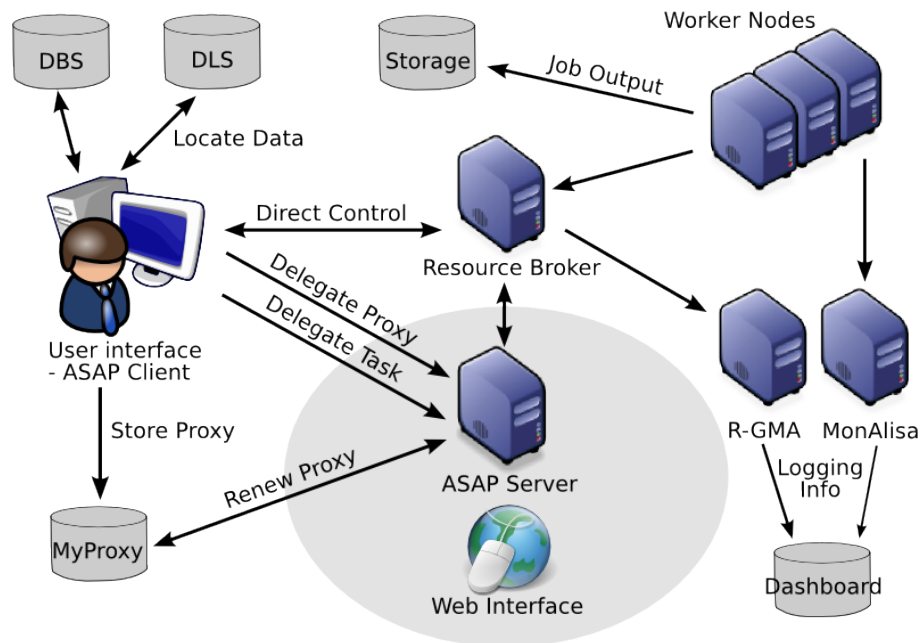 Worker Nodes
DBS
DLS
Storage
Job Output
Locate Data
Direct Control
Resource Broker
Delegate Proxy
Delegate Task
User interface
- ASAP Client
Store Proxy
Renew Proxy
ASAP Server
R-GMA
MonAlisa
Logging
Info
MyProxy
Web Interface
Dashboard